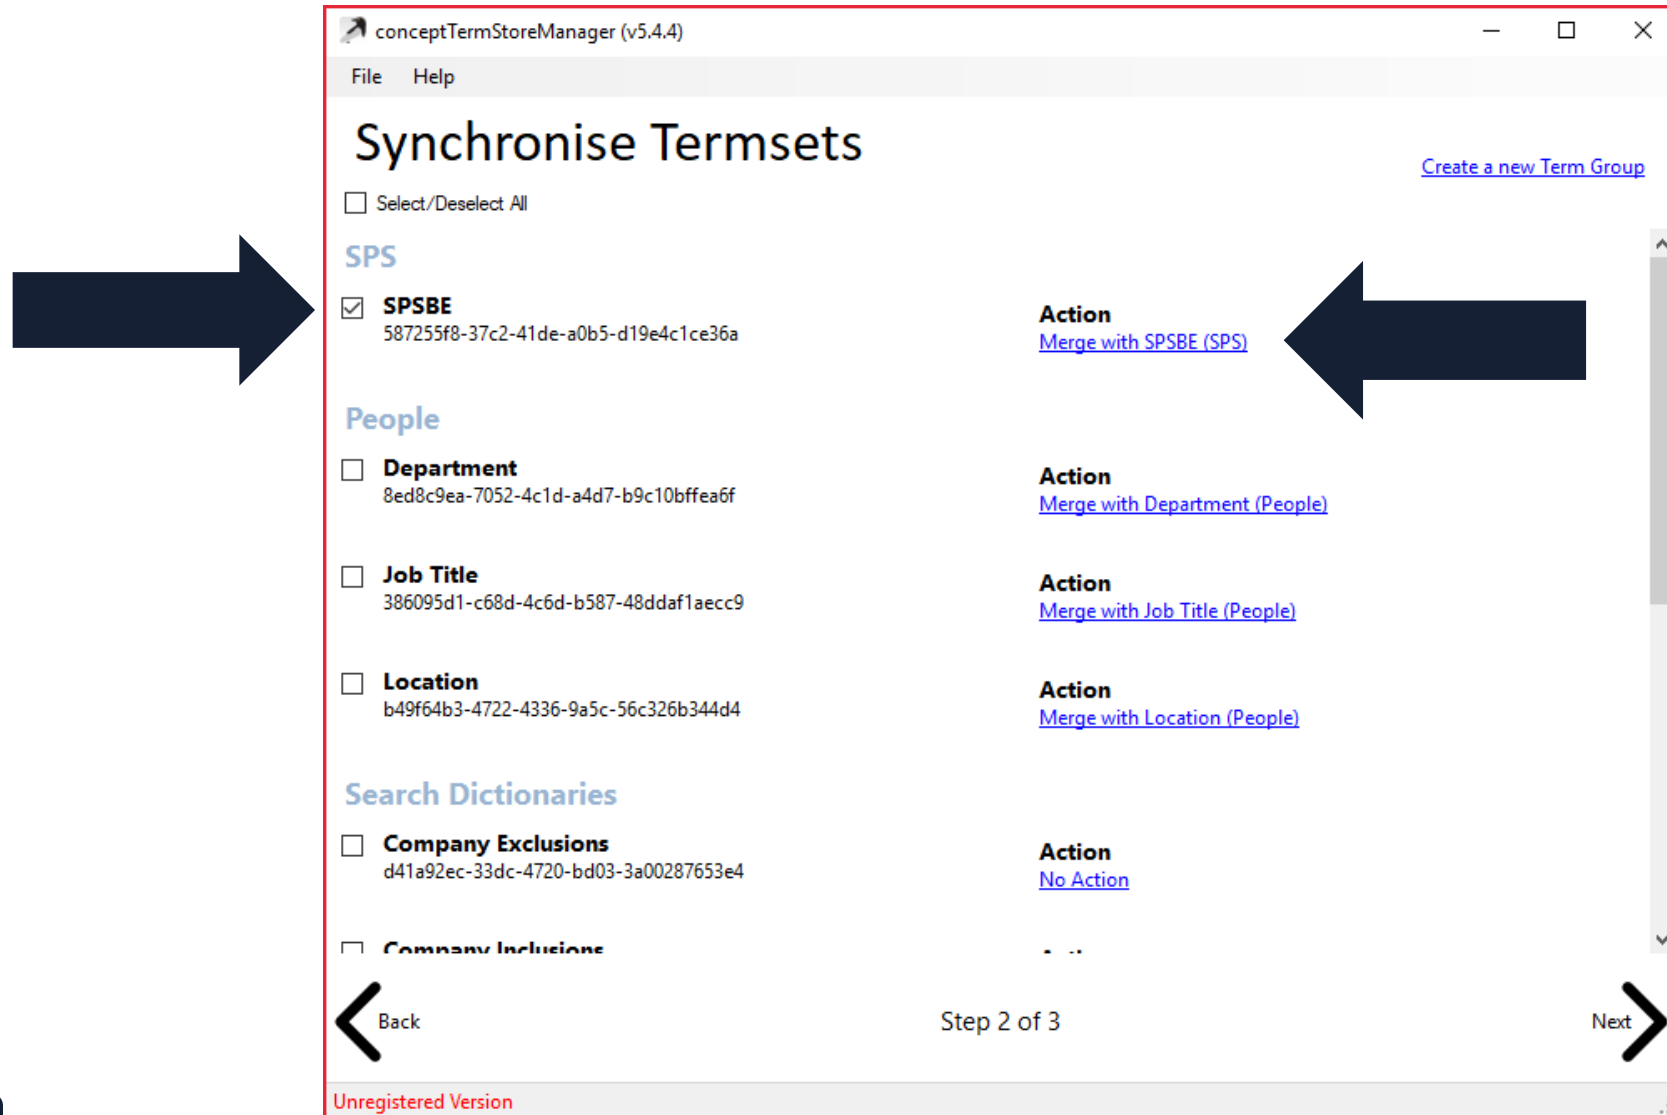 conceptTermStoreManager (v5.4.4)
File Help
Synchronise Termsets
Create a new Term Group
Select/Deselect All
SPS
SPSBE
587255f8-37c2-41de-a0b5-d19e4c1ce36a
Action
Merge with SPSBE (SPS)
People
Department
8ed8c9ea-7052-4c1d-a4d7-b9c10bffea6f
Action
Merge with Department (People)
Job Title
386095d1-c68d-4c6d-b587-48ddaf1aecc9
Action
Merge with Job Title (People)
Location
b49f64b3-4722-4336-9a5c-56c326b344d4
Action
Merge with Location (People)
Search Dictionaries
Company Exclusions
d41a92ec-33dc-4720-bd03-3a00287653e4
Action
No Action
Company Inclusions
Back
Step 2 of 3
Next
Unregistered Version